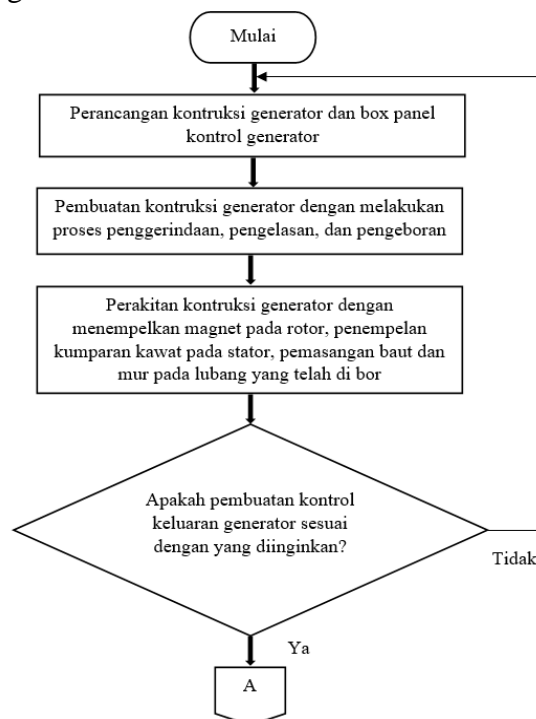 Mulai
Perancangan kontruksi generator dan box panel
kontrol generator
Pembuatan kontruksi generator dengan melakukan
proses penggerindaan, pengelasan, dan pengeboran
Perakitan kontruksi generator dengan
menempelkan magnet pada rotor, penempelan
kumparan kawat pada stator, pemasangan baut dan
mur pada lubang yang telah di bor
Apakah pembuatan kontrol
keluaran generator sesuai
dengan yang diinginkan?
Tidak
Ya
A